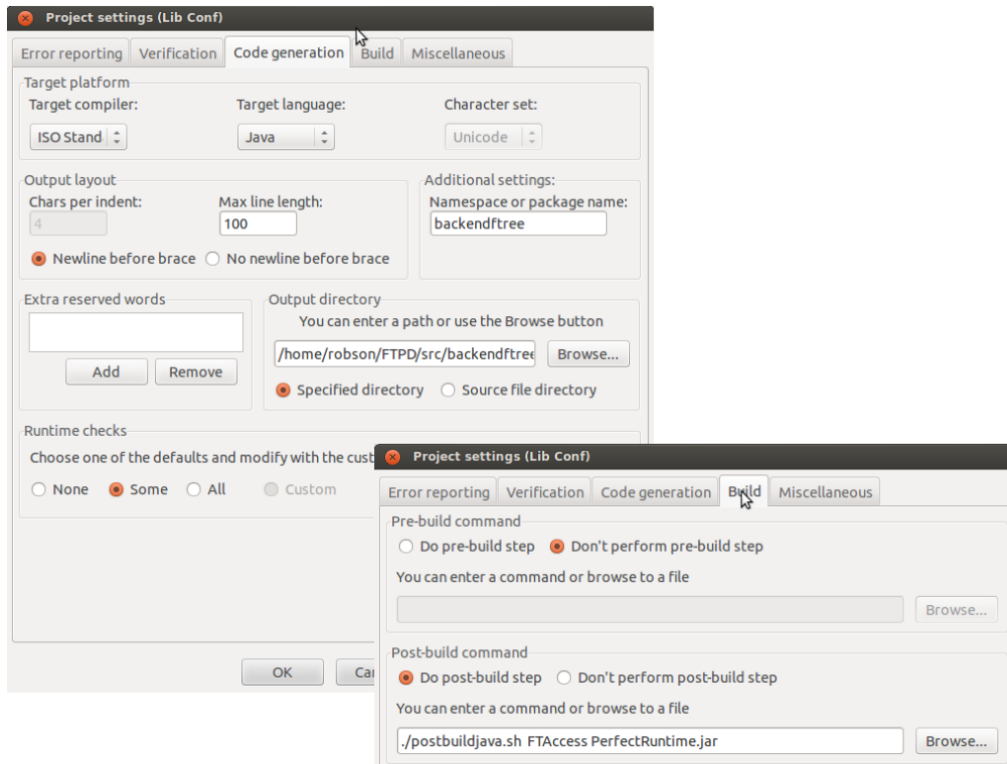 Project settings (Lib Conf)
Error reporting Verification Code generation Build Miscellaneous
Target platform
Target compiler: Target language: Character set:
ISO Stand Java Unicode
Output layout Additional settings:
Chars per indent: Max line length: Namespace or package name:
4 100 backendftree
Newline before brace No newline before brace
Extra reserved words Output directory
You can enter a path or use the Browse button
/home/robson/FTPD/src/backendftree Browse...
Add Remove
Specified directory Source file directory
Runtime checks
Choose one of the defaults and modify with the cust
None Some All Custom
OK
Project settings (Lib Conf)
Error reporting Verification Code generation Build Miscellaneous
Pre-build command
Do pre-build step Don't perform pre-build step
You can enter a command or browse to a file
Browse...
Post-build command
Do post-build step Don't perform post-build step
You can enter a command or browse to a file
./postbuildjava.sh FTAccess PerfectRuntime.jar Browse...